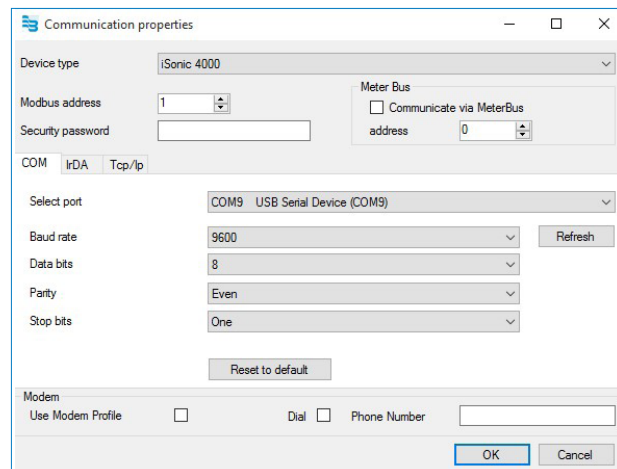 Communication properties
Device type iSonic 4000
Meter Bus
Modbus address 1 Communicate via MeterBus
Security password address 0
COM IrDA Tcp/Ip
Select port COM9 USB Serial Device (COM9)
Baud rate 9600 Refresh
Data bits 8
Parity Even
Stop bits One
Reset to default
Modem
Use Modem Profile Dial Phone Number
OK Cancel